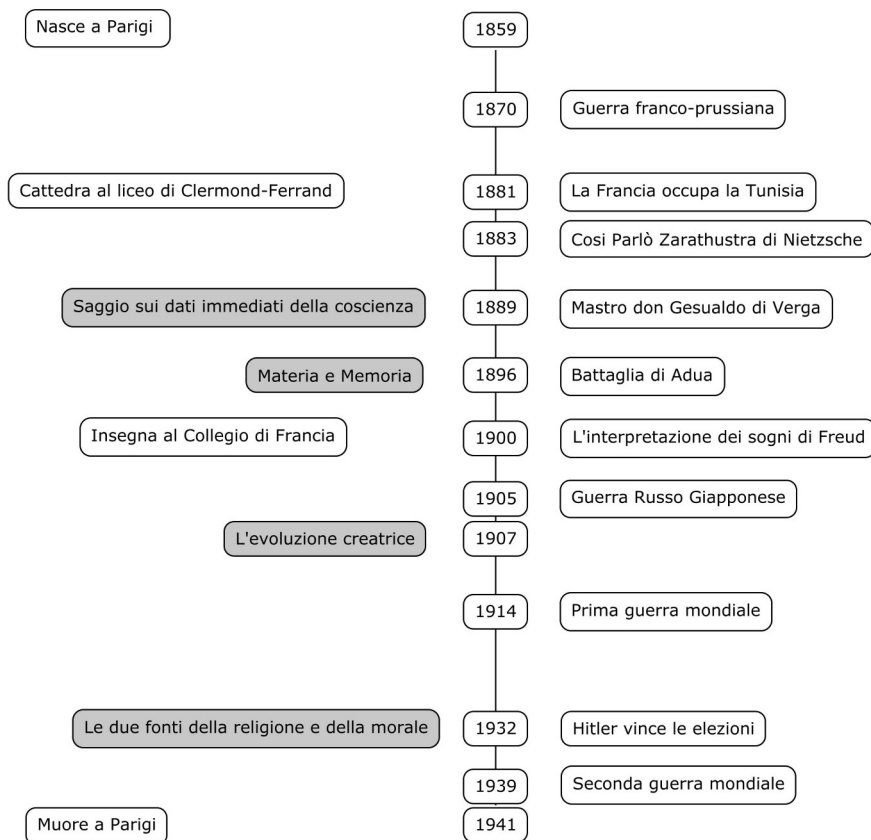 Nasce a Parigi 1859
1870 Guerra franco-prussiana
Cattedra al liceo di Clermond-Ferrand 1881 La Francia occupa la Tunisia
1883 Cosi Parlò Zarathustra di Nietzsche
Saggio sui dati immediati della coscienza 1889 Mastro don Gesualdo di Verga
Materia e Memoria 1896 Battaglia di Adua
Insegna al Collegio di Francia 1900 L'interpretazione dei sogni di Freud
1905 Guerra Russo Giapponese
L'evoluzione creatrice 1907
1914 Prima guerra mondiale
Le due fonti della religione e della morale 1932 Hitler vince le elezioni
1939 Seconda guerra mondiale
Muore a Parigi 1941